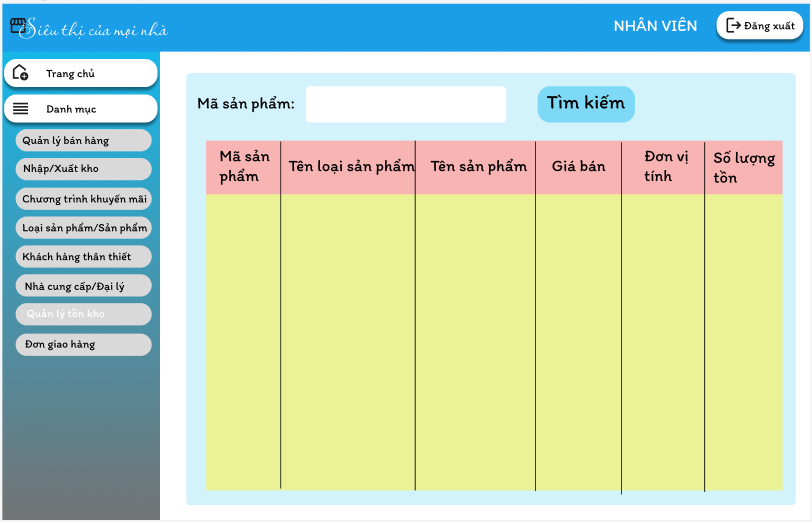 Siêu thị của mọi nhà
NHÂN VIÊN
Đăng xuất
Trang chủ
Danh mục
Quản lý bán hàng
Nhập/Xuất kho
Chương trình khuyến mãi
Loại sản phẩm/Sản phẩm
Khách hàng thân thiết
Nhà cung cấp/Đại lý
Quản lý tồn kho
Đơn giao hàng
Mã sản phẩm:
Tìm kiếm
Mã sản
phẩm
Tên loại sản phẩm
Tên sản phẩm
Giá bán
Đơn vị
tính
Số lượng
tồn